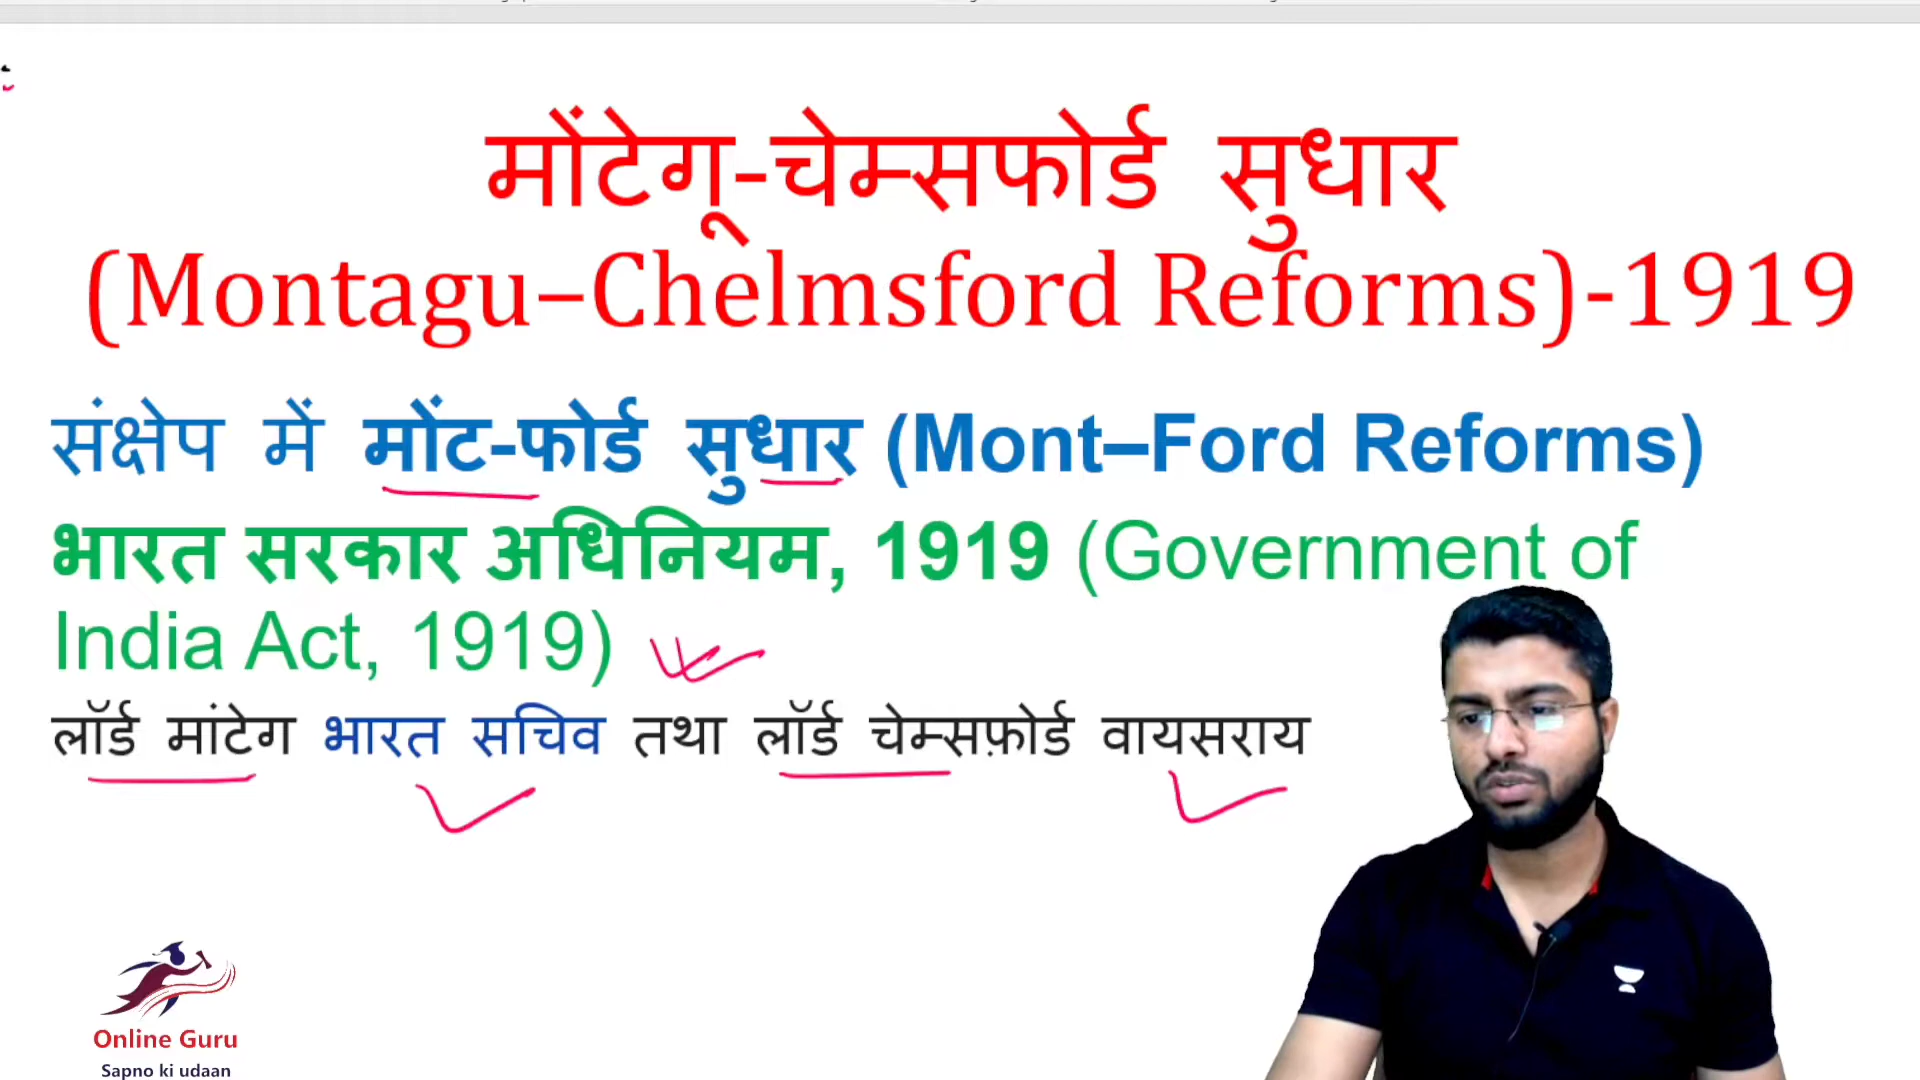 मोंटेगू-चेम्सफोर्ड सुधार
(Montagu–Chelmsford Reforms)-1919
संक्षेप में मोंट-फोर्ड सुधार (Mont–Ford Reforms)
भारत सरकार अधिनियम, 1919 (Government of
India Act, 1919)
लॉर्ड मांटेग भारत सचिव तथा लॉर्ड चेम्सफ़ोर्ड वायसराय
Online Guru
Sapno ki udaan